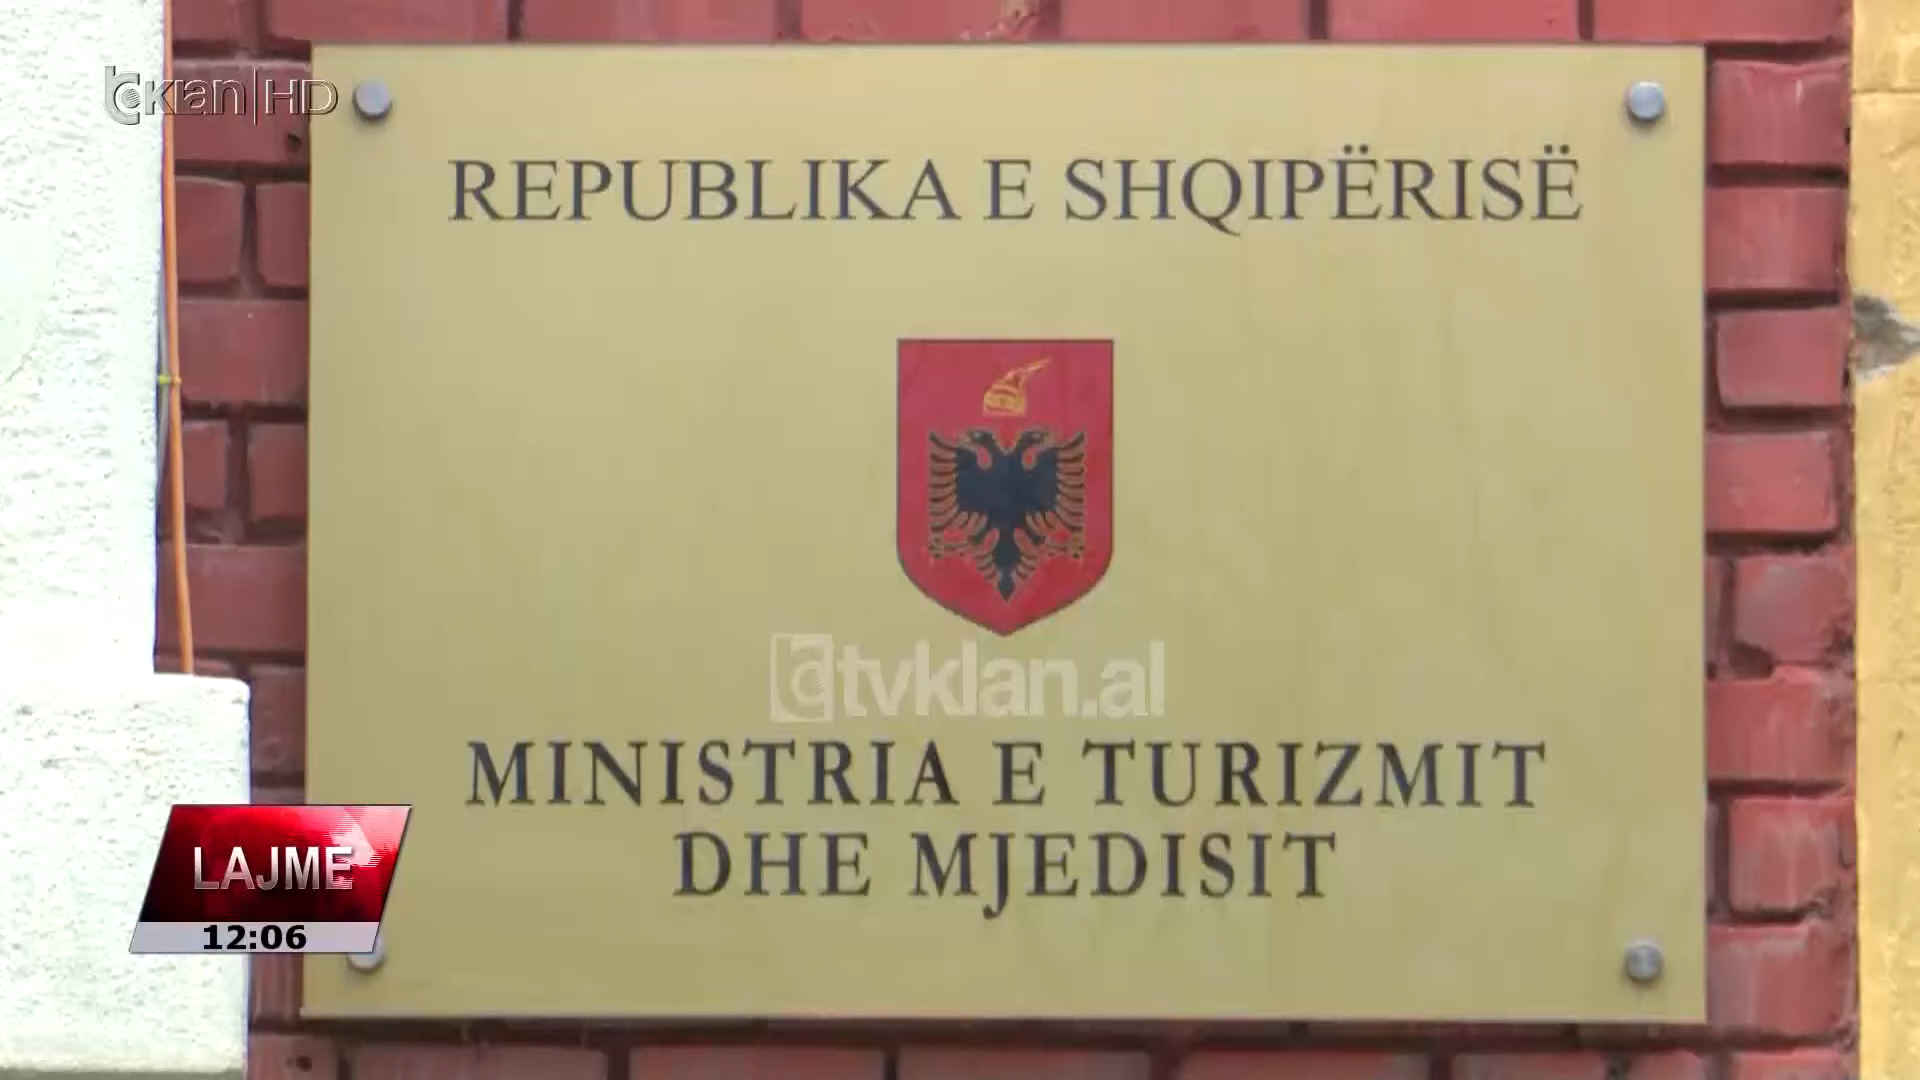 klan|HD
REPUBLIKA E SHQIPËRISË
tvklan.al
MINISTRIA E TURIZMIT
DHE MJEDISIT
LAJME
12:06